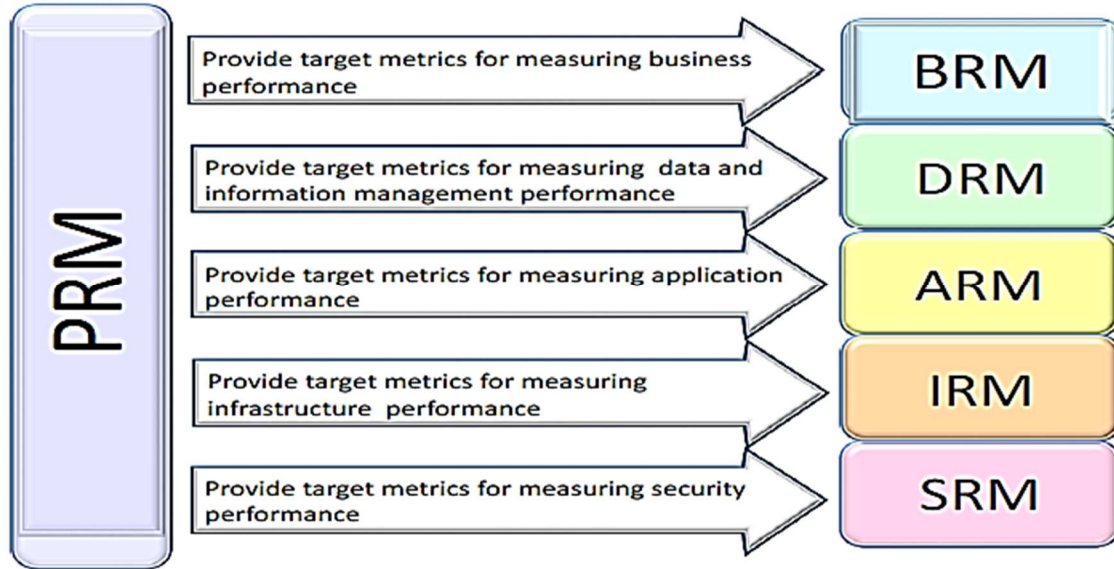 PRM
Provide target metrics for measuring business
performance
BRM
Provide target metrics for measuring data and
information management performance
DRM
Provide target metrics for measuring application
performance
ARM
Provide target metrics for measuring
infrastructure performance
IRM
Provide target metrics for measuring security
performance
SRM